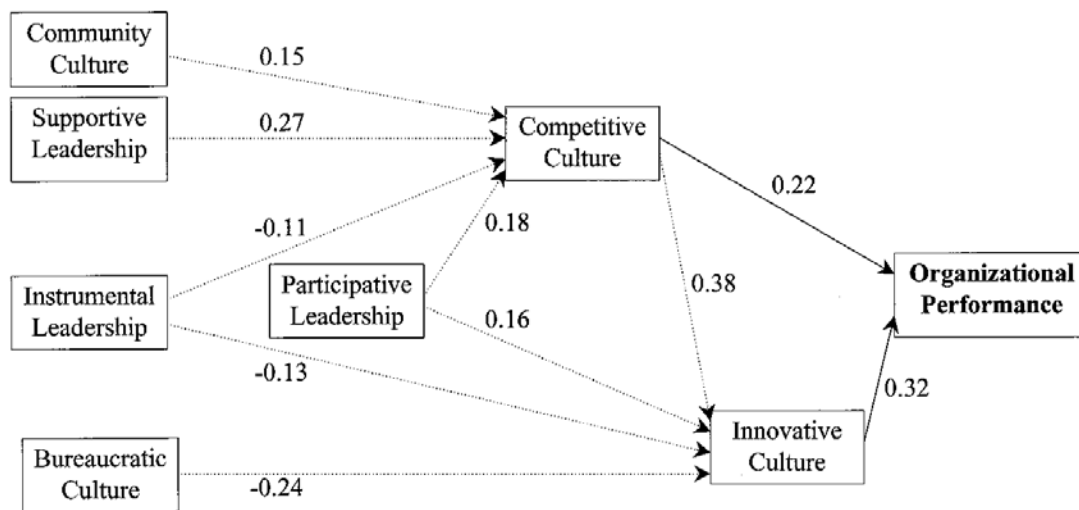 Community
Culture
0.15
Supportive
Leadership
0.27
Competitive
Culture
0.22
-0.11
0.18
Instrumental
Leadership
Participative
Leadership
0.38
Organizational
Performance
0.16
-0.13
0.32
Innovative
Culture
Bureaucratic
Culture
-0.24